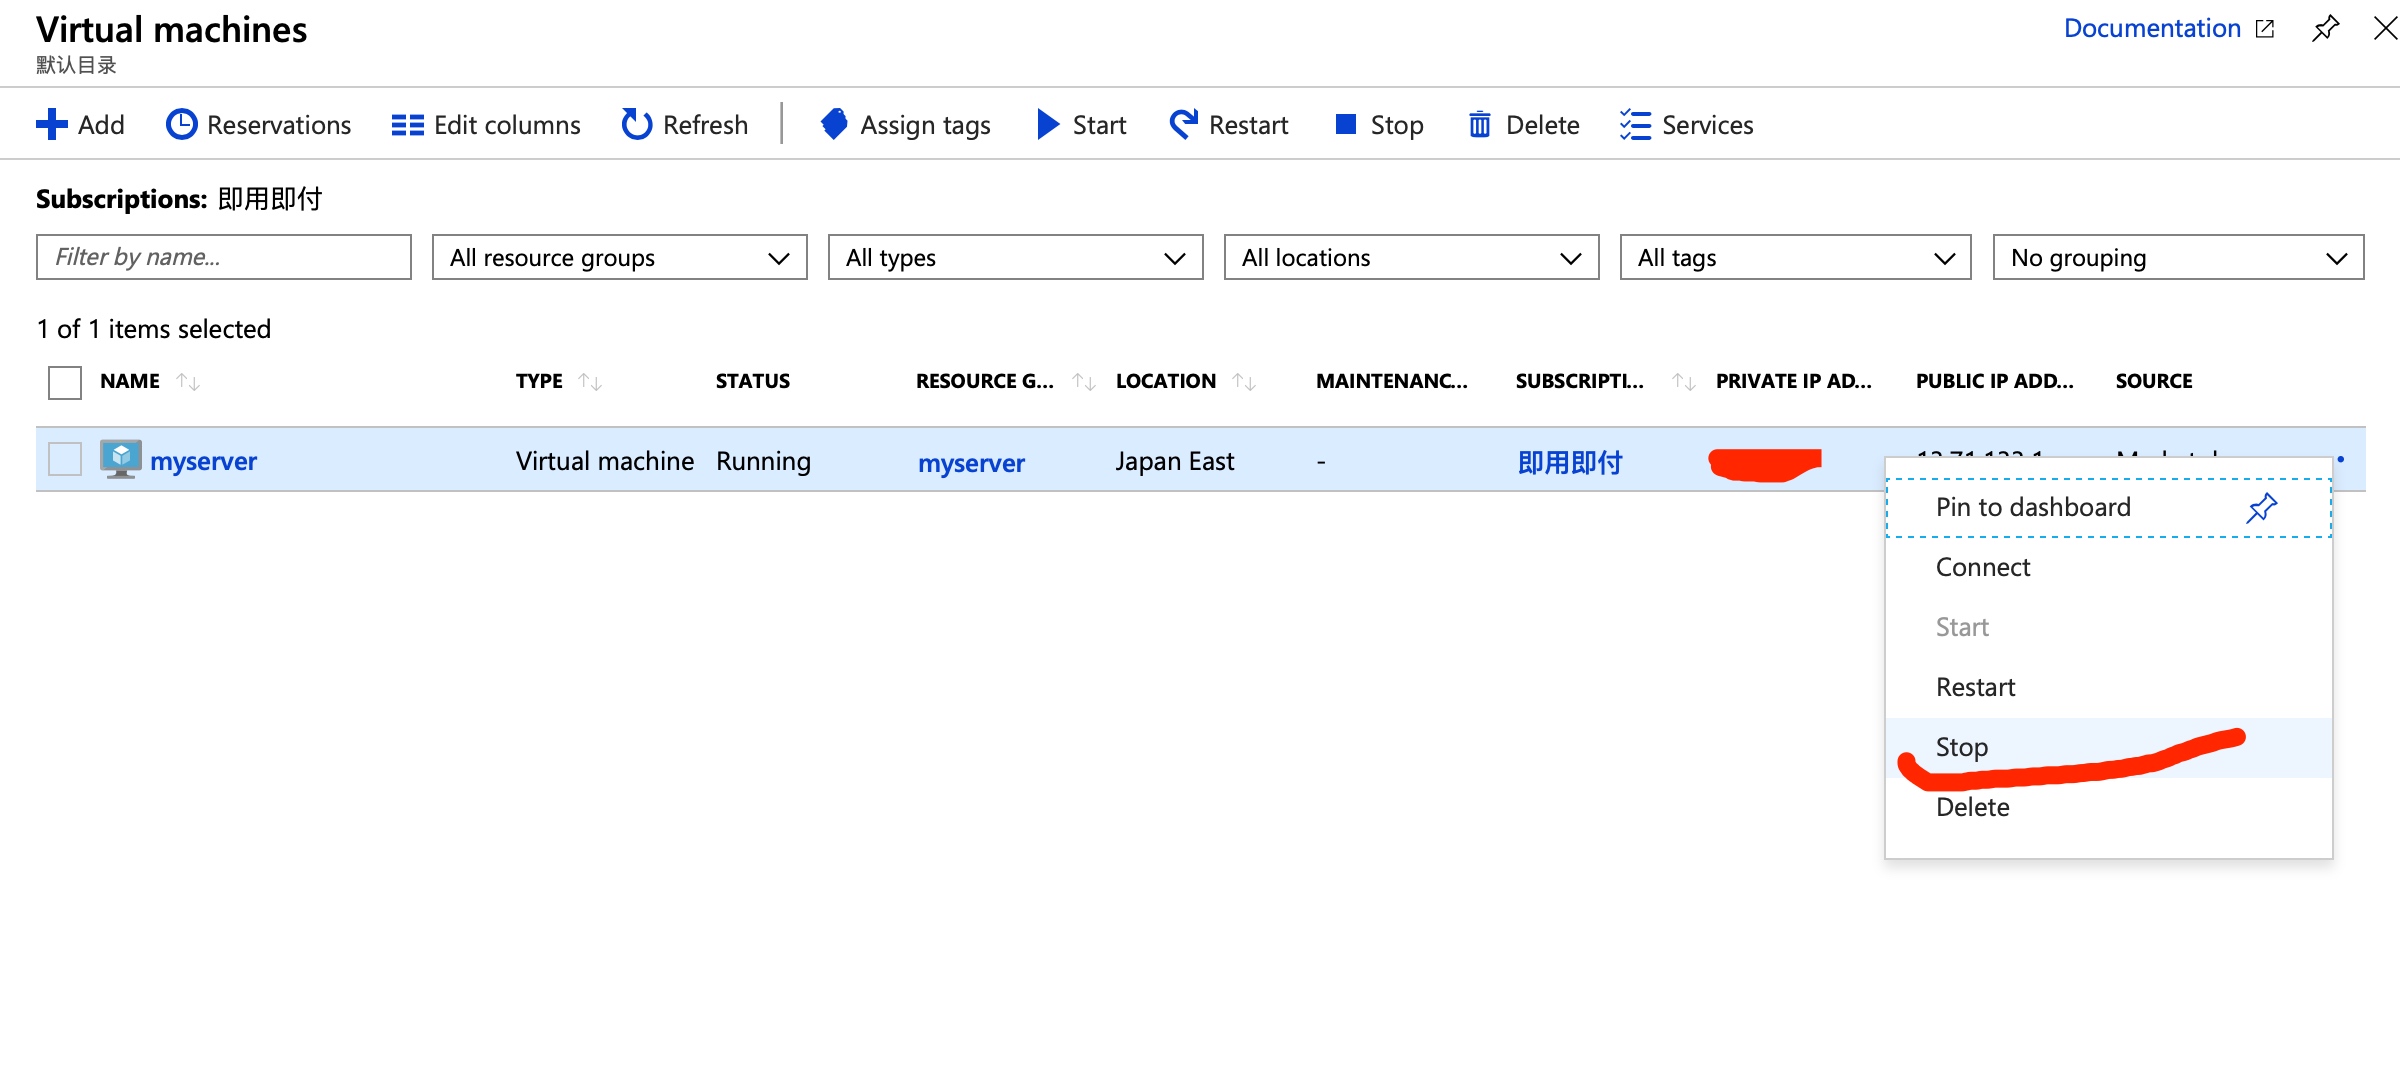 Virtual machines
Documentation
默认目录
Add Reservations Edit columns Refresh Assign tags Start Restart Stop Delete Services
Subscriptions: 即用即付
Filter by name... All resource groups All types All locations All tags No grouping
1 of 1 items selected
NAME TYPE STATUS RESOURCE G... LOCATION MAINTENANC... SUBSCRIPTI... PRIVATE IP AD... PUBLIC IP ADD... SOURCE
myserver Virtual machine Running myserver Japan East - 即用即付
Pin to dashboard
Connect
Start
Restart
Stop
Delete